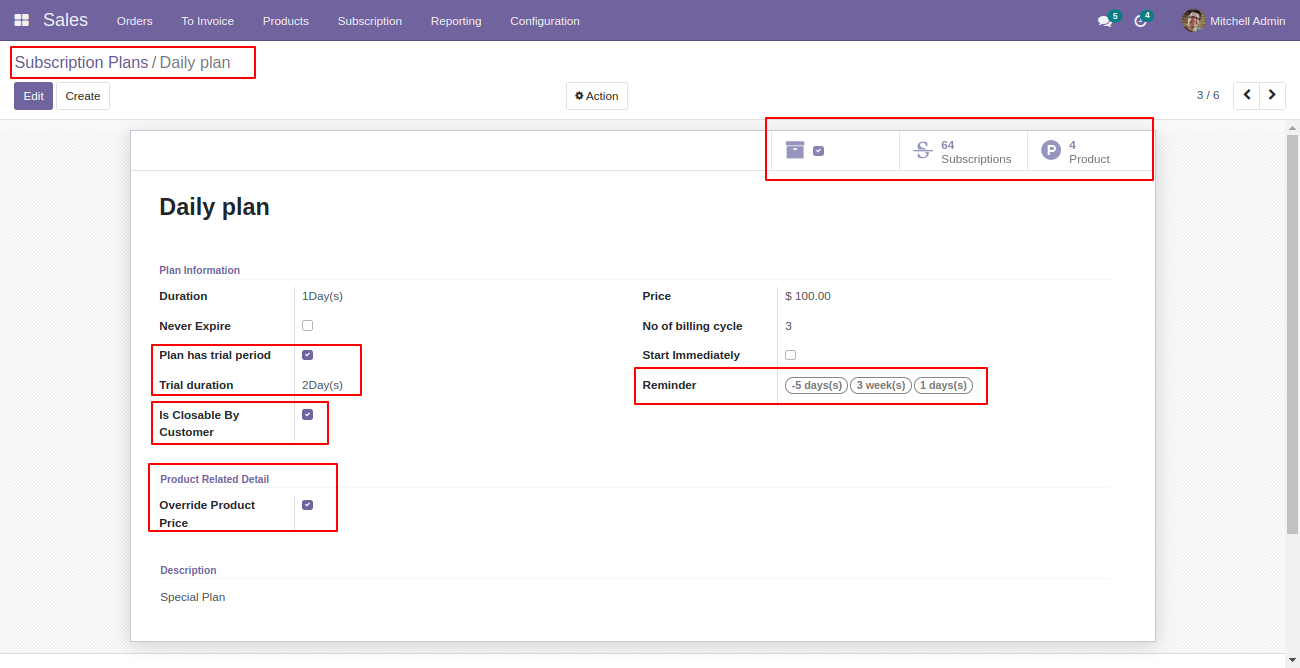 Sales Orders To Invoice Products Subscription Reporting Configuration 5 4 Mitchell Admin
Subscription Plans / Daily plan
Edit Create Action 3 / 6
64 Subscriptions
4 Product
Daily plan
Plan Information
Duration 1Day(s)
Never Expire
Plan has trial period
Trial duration 2Day(s)
Is Closable By
Customer
Price $ 100.00
No of billing cycle 3
Start Immediately
Reminder -5 days(s) 3 week(s) 1 days(s)
Product Related Detail
Override Product
Price
Description
Special Plan